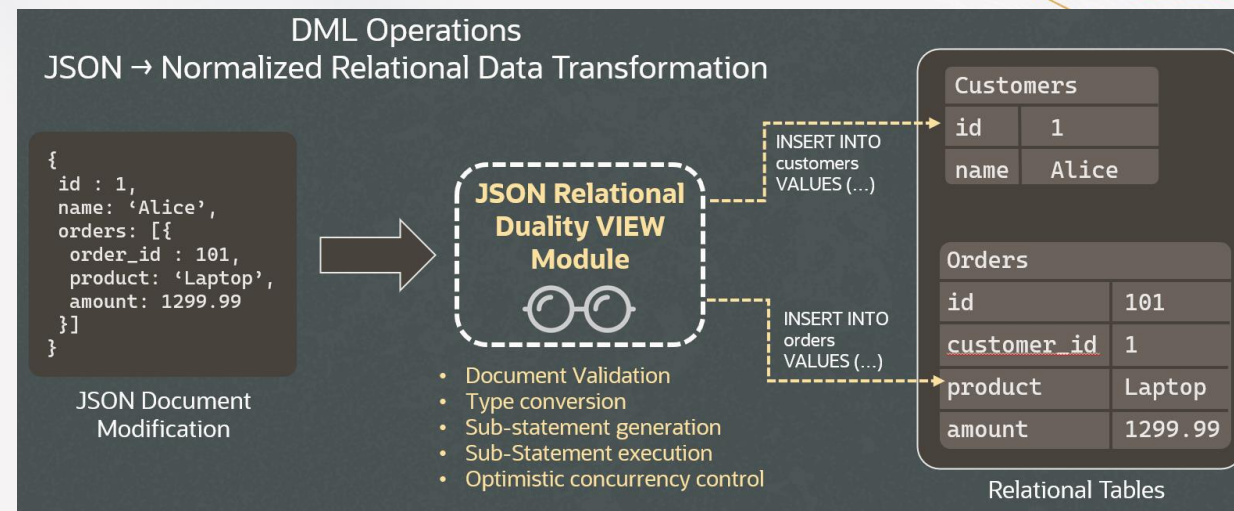 DML Operations
JSON → Normalized Relational Data Transformation
{
id : 1,
name: ‘Alice’,
orders: [{
order_id : 101,
product: ‘Laptop’,
amount: 1299.99
}]
}
JSON Document
Modification
JSON Relational
Duality VIEW
Module
• Document Validation
• Type conversion
• Sub-statement generation
• Sub-Statement execution
• Optimistic concurrency control
INSERT INTO
customers
VALUES (...)
INSERT INTO
orders
VALUES (...)
Customers
id 1
name Alice
Orders
id 101
customer_id 1
product Laptop
amount 1299.99
Relational Tables